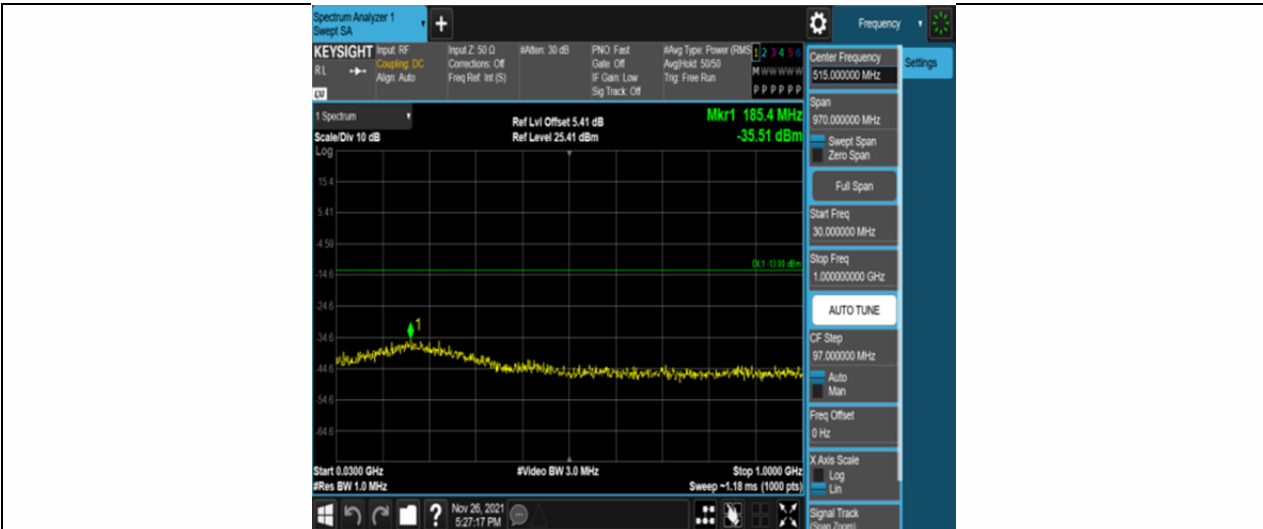 Spectrum Analyzer 1
Swept SA
+
Frequency
KEYSIGHT
RL
LV
Input: RF
Coupling: DC
Align: Auto
Input Z: 50 Ω
Corrections: Off
Freq Ref: Int (S)
#Atten: 30 dB
PNO: Fast
Gate: Off
IF Gain: Low
Sig Track: Off
#Avg Type: Power (RMS
Avg|Hold: 50/50
Trig: Free Run
1 2 3 4 5 6
M W W W W W
P P P P P P
1 Spectrum
Scale/Div 10 dB
Log
Ref Lvl Offset 5.41 dB
Ref Level 25.41 dBm
Mkr1 185.4 MHz
-35.51 dBm
15.4
5.41
-4.59
DL1 -13.00 dBm
-14.6
-24.6
1
-34.6
-44.6
-54.6
-64.6
Start 0.0300 GHz
#Res BW 1.0 MHz
#Video BW 3.0 MHz
Stop 1.0000 GHz
Sweep ~1.18 ms (1000 pts)
?
Nov 26, 2021
5:27:17 PM
Center Frequency
515.000000 MHz
Span
970.000000 MHz
Swept Span
Zero Span
Full Span
Start Freq
30.000000 MHz
Stop Freq
1.000000000 GHz
AUTO TUNE
CF Step
97.000000 MHz
Auto
Man
Freq Offset
0 Hz
X Axis Scale
Log
Lin
Signal Track
(Span Zoom)
Settings